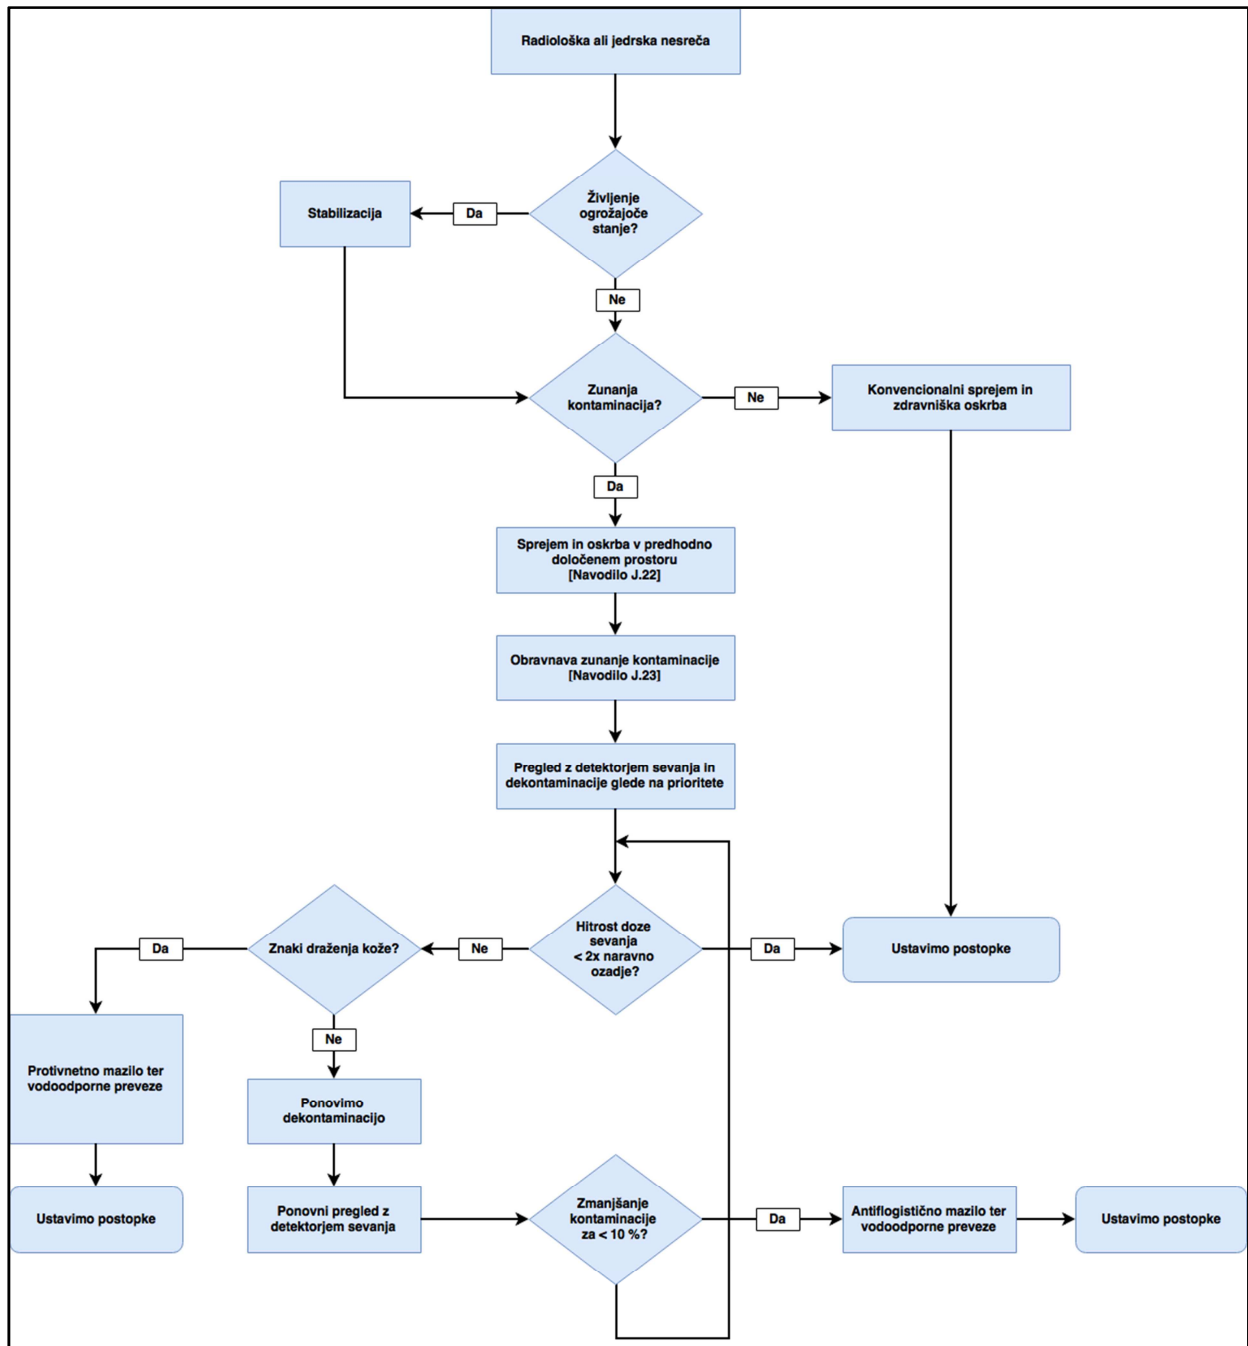 Radiološka ali jedrska nesreča
Življenje
ogrožajoče
stanje?
Da
Stabilizacija
Ne
Zunanja
kontaminacija?
Ne
Konvencionalni sprejem in
zdravniška oskrba
Da
Sprejem in oskrba v predhodno
določenem prostoru
[Navodilo J.22]
Obravnava zunanje kontaminacije
[Navodilo J.23]
Pregled z detektorjem sevanja in
dekontaminacije glede na prioritete
Hitrost doze
sevanja
< 2x naravno
ozadje?
Da
Ustavimo postopke
Ne
Znaki draženja kože?
Da
Protivnetno mazilo ter
vodoodporne preveze
Ustavimo postopke
Ne
Ponovimo
dekontaminacijo
Ponovni pregled z
detektorjem sevanja
Zmanjšanje
kontaminacije
za < 10 %?
Da
Antiflogistično mazilo ter
vodoodporne preveze
Ustavimo postopke